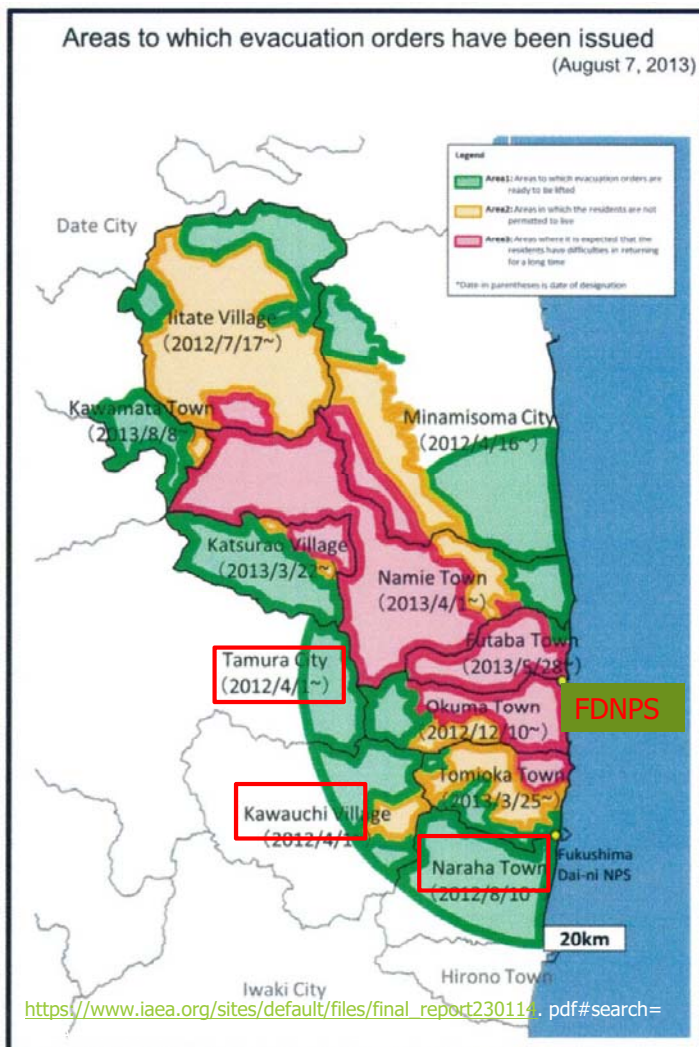 Areas to which evacuation orders have been issued
(August 7, 2013)
Legend
Area1: Areas to which evacuation orders are
ready to be lifted
Area2: Areas in which the residents are not
permitted to live
Area3: Areas where it is expected that the
residents have difficulties in returning
for a long time
*Date in parentheses is date of designation
Date City
Iitate Village
(2012/7/17~)
Kawamata Town
(2013/8/8~)
Minamisoma City
(2012/4/16~)
Katsurao Village
(2013/3/22~
Namie Town
(2013/4/1~)
Futaba Town
(2013/5/28~)
Tamura City
(2012/4/1~)
FDNPS
Okuma Town
(2012/12/10~)
Tomioka Town
(2013/3/25~)
Kawauchi Village
(2012/4/1
Fukushima
Dai-ni NPS
Naraha Town
(2012/8/10
20km
Hirono Town
Iwaki City
https://www.iaea.org/sites/default/files/final_report230114. pdf#search=